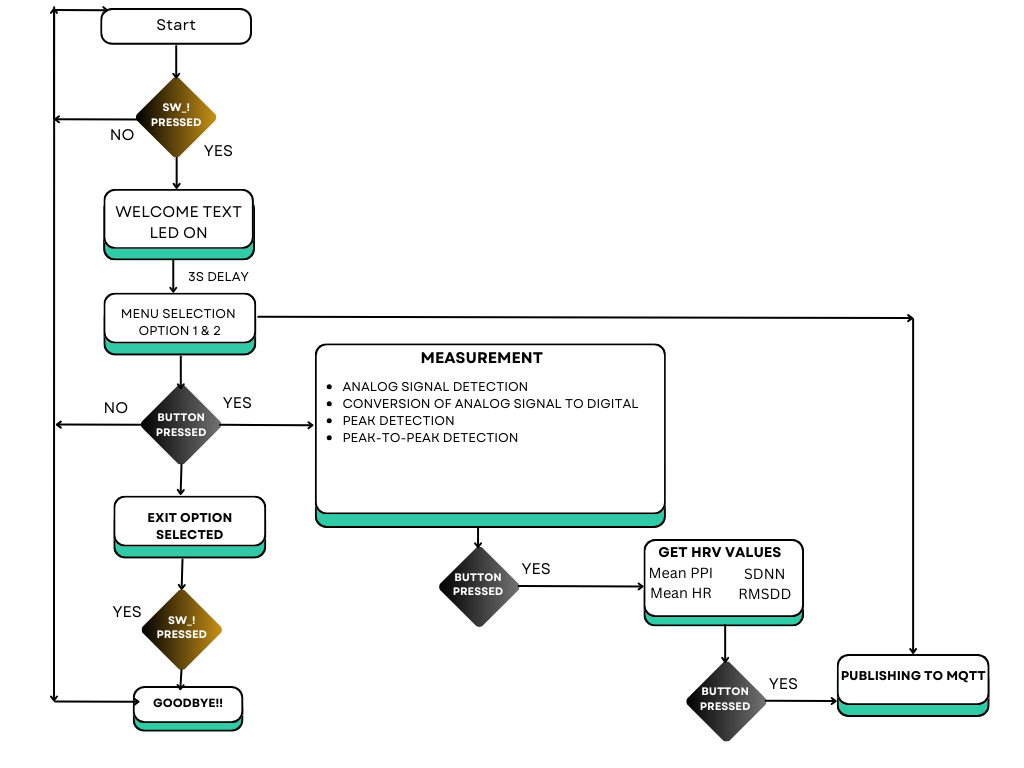 Start
SW_!
PRESSED
NO
YES
WELCOME TEXT
LED ON
3S DELAY
MENU SELECTION
OPTION 1 & 2
MEASUREMENT
• ANALOG SIGNAL DETECTION
• CONVERSION OF ANALOG SIGNAL TO DIGITAL
• PEAK DETECTION
• PEAK-TO-PEAK DETECTION
NO
YES
BUTTON
PRESSED
EXIT OPTION
SELECTED
BUTTON
PRESSED
YES
GET HRV VALUES
Mean PPI SDNN
Mean HR RMSDD
YES
SW_!
PRESSED
BUTTON
PRESSED
YES
PUBLISHING TO MQTT
GOODBYE!!